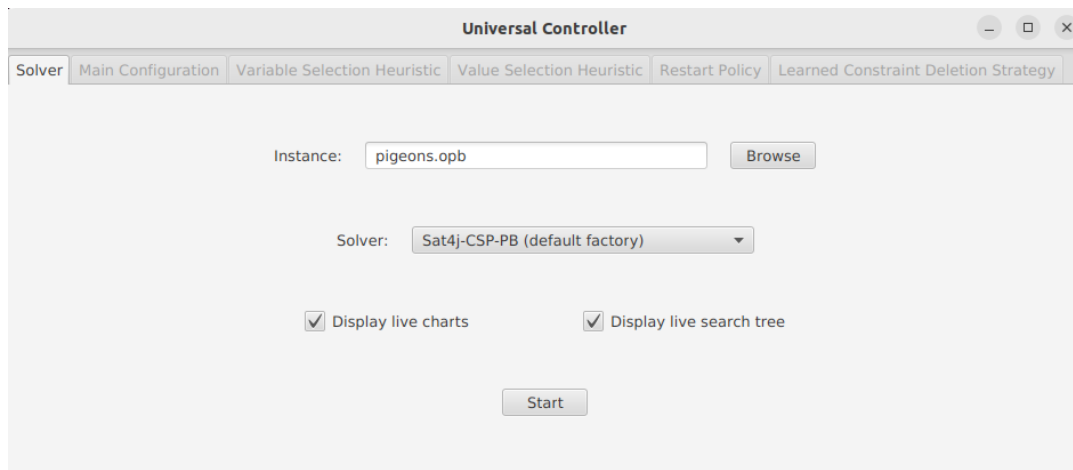 Universal Controller
Solver Main Configuration Variable Selection Heuristic Value Selection Heuristic Restart Policy Learned Constraint Deletion Strategy
Instance: pigeons.opb Browse
Solver: Sat4j-CSP-PB (default factory)
Display live charts Display live search tree
Start